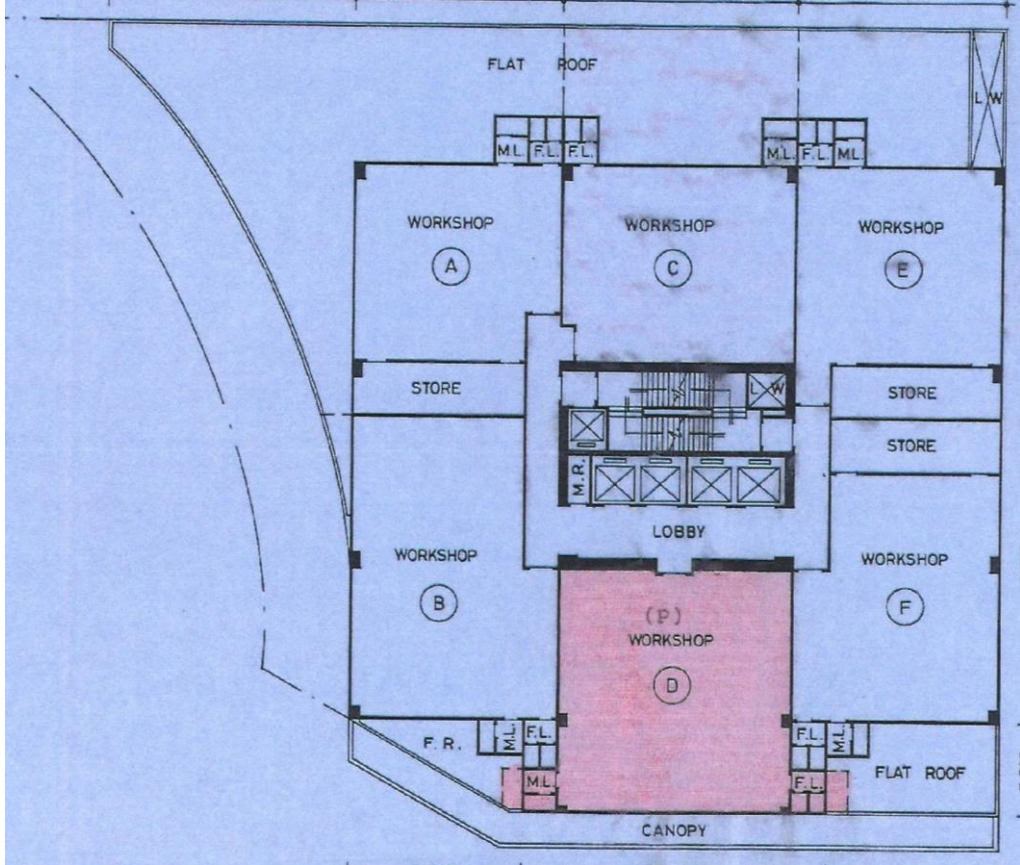 FLAT ROOF
L W
M.L. F.L. F.L.
M.L. F.L. M.L.
WORKSHOP
A
WORKSHOP
C
WORKSHOP
E
STORE
L W
STORE
STORE
M.R.
LOBBY
WORKSHOP
B
(P)
WORKSHOP
D
WORKSHOP
F
F.R.
M.L.
F.L.
F.L.
M.L.
M.L.
F.L.
FLAT ROOF
CANOPY